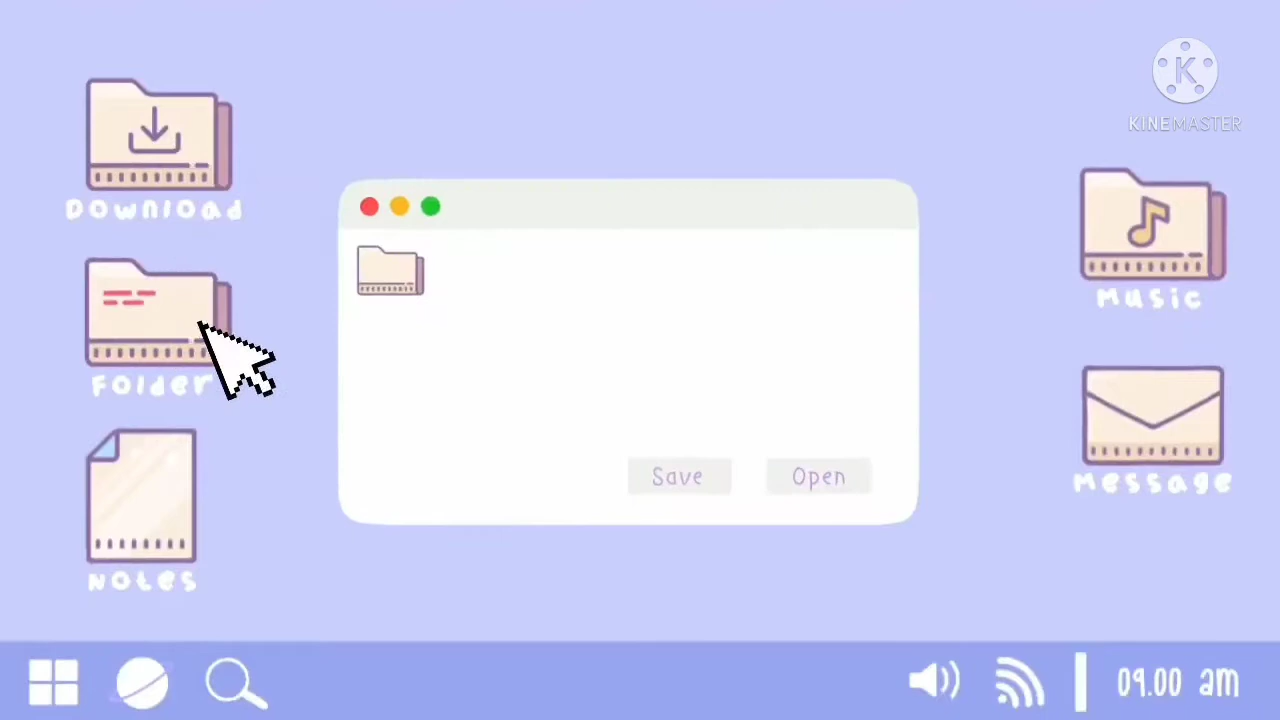 KINEMASTER
Download
Music
Folder
Save
Open
Message
Notes
09.00 am